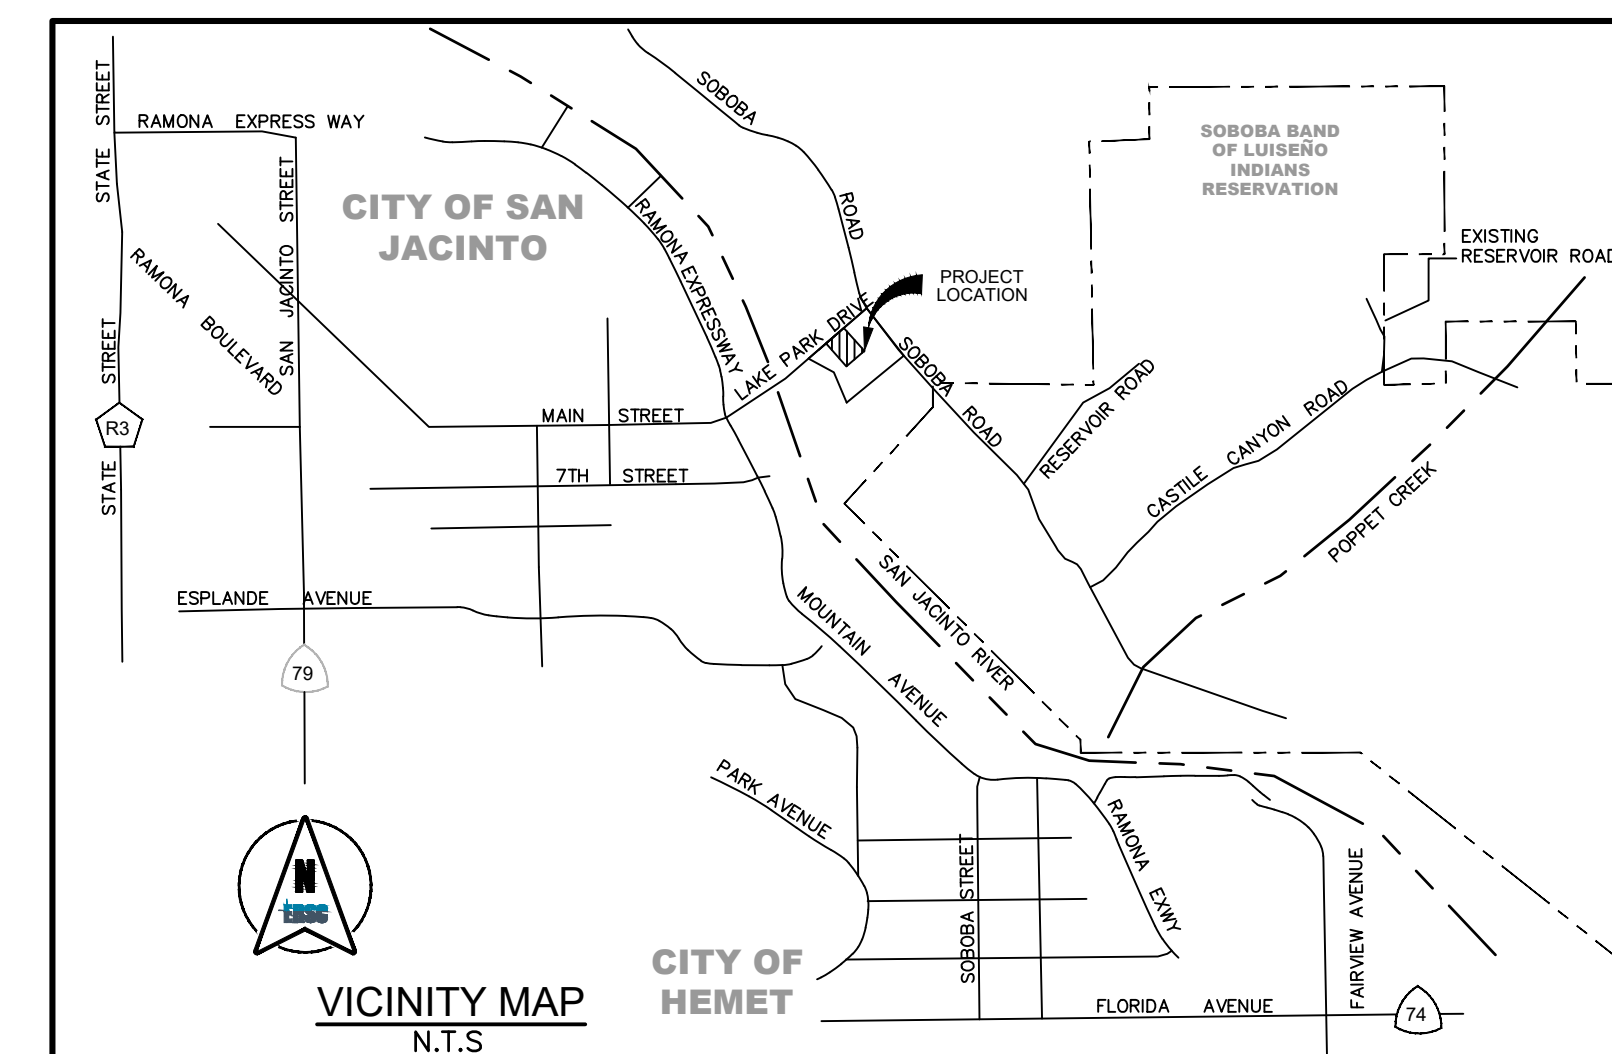 STATE STREET
RAMONA EXPRESS WAY
SAN JACINTO STREET
CITY OF SAN
JACINTO
SOBOBA
ROAD
SOBOBA BAND
OF LUISEÑO
INDIANS
RESERVATION
EXISTING
RESERVOIR ROAD
RAMONA BOULEVARD
RAMONA EXPRESSWAY
PROJECT
LOCATION
LAKE PARK DRIVE
SOBOBA ROAD
RESERVOIR ROAD
STREET
R3
STATE
MAIN STREET
7TH STREET
CASTILE CANYON ROAD
POPPET CREEK
ESPLANDE AVENUE
79
SAN JACINTO RIVER
MOUNTAIN AVENUE
PARK AVENUE
SOBOBA STREET
RAMONA EXWY
FAIRVIEW AVENUE
N
ERSC
CITY OF
HEMET
FLORIDA AVENUE
74
VICINITY MAP
N.T.S